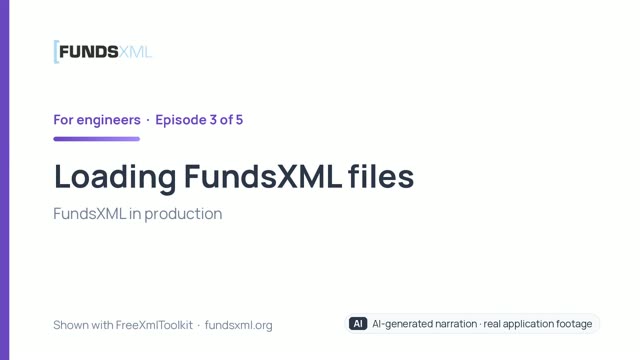 [FUNDSXML
For engineers · Episode 3 of 5
Loading FundsXML files
FundsXML in production
Shown with FreeXmlToolkit · fundsxml.org
AI AI-generated narration · real application footage